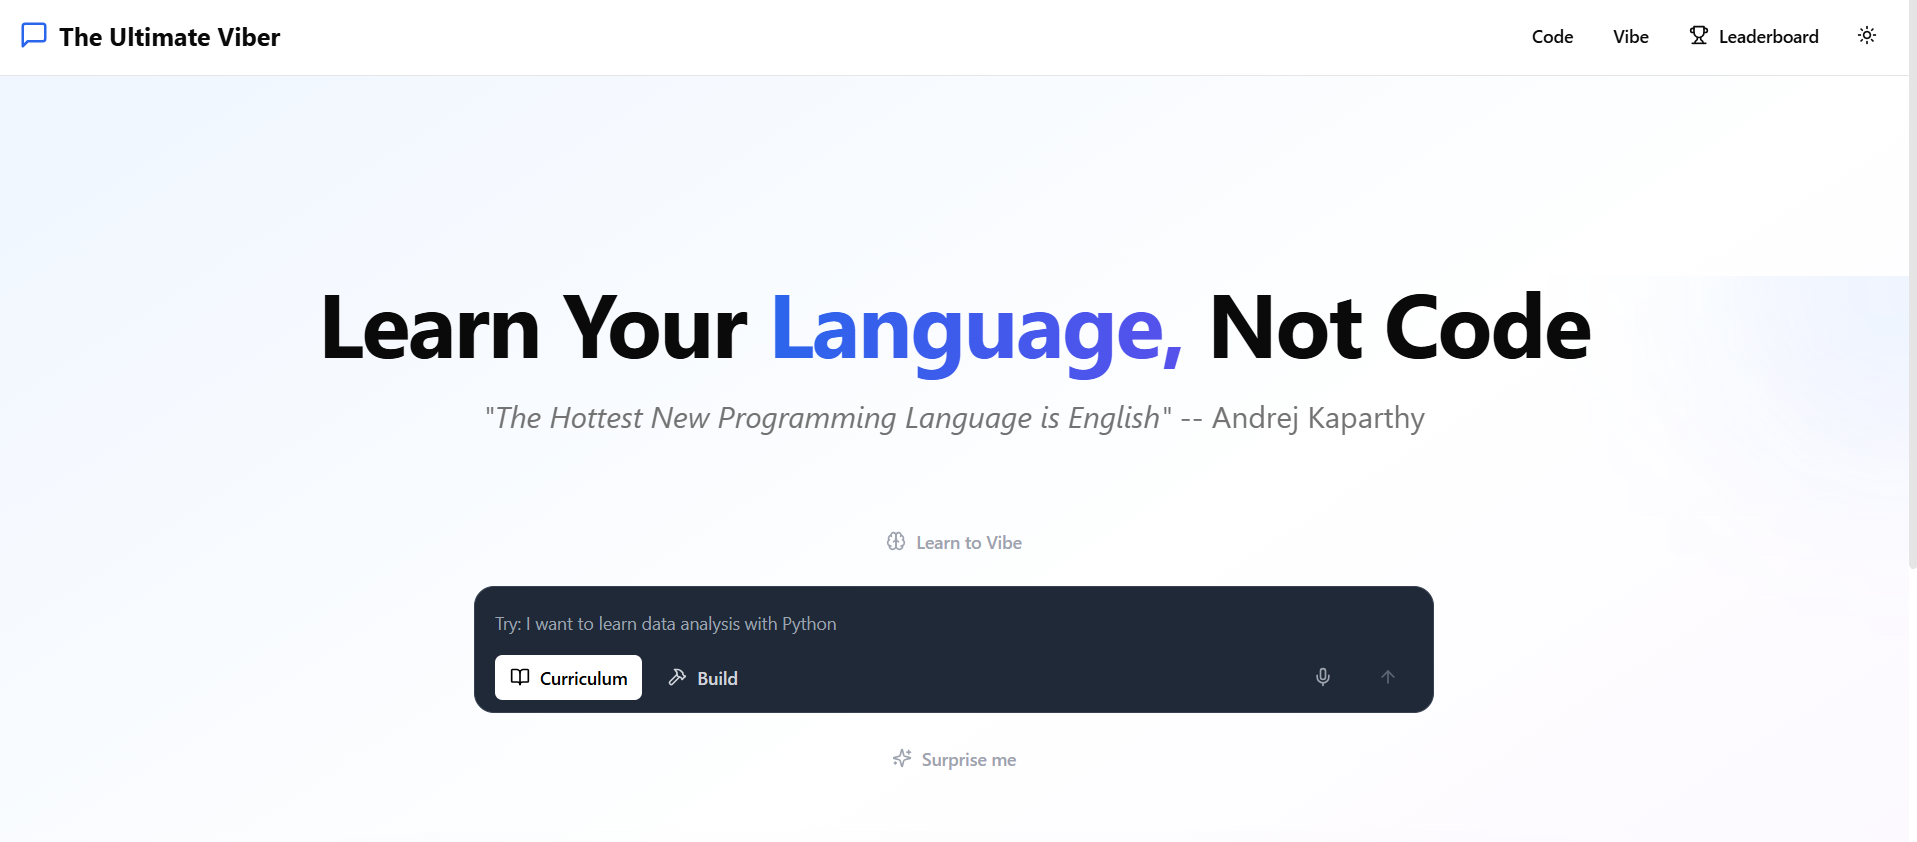 The Ultimate Viber
Code
Vibe
Leaderboard
Learn Your Language, Not Code
"The Hottest New Programming Language is English" -- Andrej Kaparthy
Learn to Vibe
Try: I want to learn data analysis with Python
Curriculum
Build
Surprise me